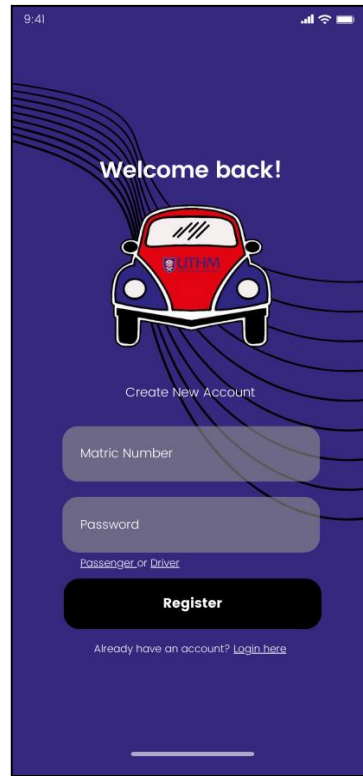 9:41
Welcome back!
UTHM
Create New Account
Matric Number
Password
Passenger or Driver
Register
Already have an account? Login here